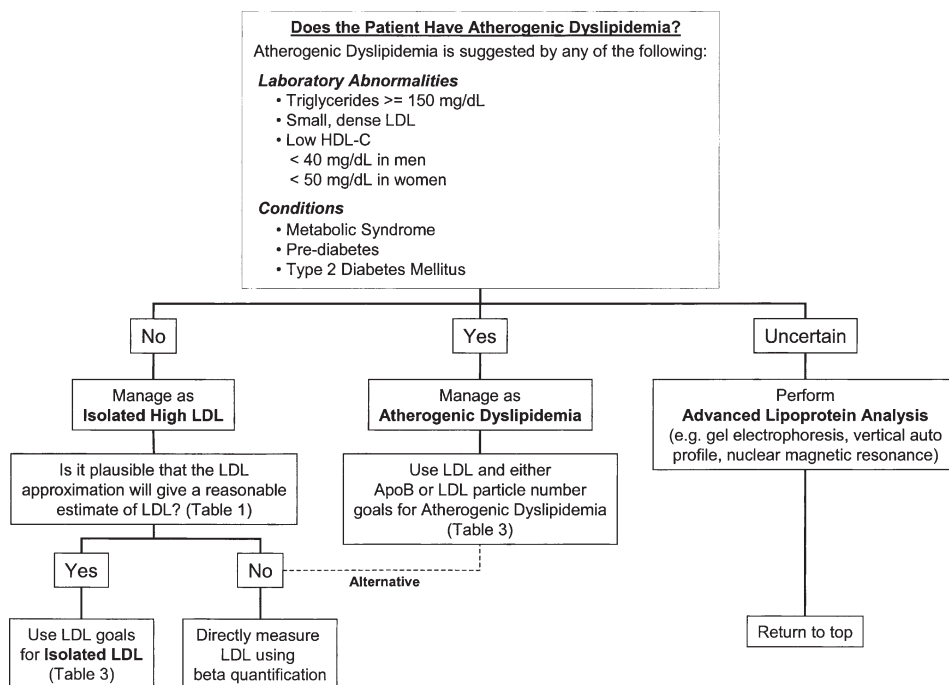 Does the Patient Have Atherogenic Dyslipidemia?
Atherogenic Dyslipidemia is suggested by any of the following:
Laboratory Abnormalities
• Triglycerides >= 150 mg/dL
• Small, dense LDL
• Low HDL-C
< 40 mg/dL in men
< 50 mg/dL in women
Conditions
• Metabolic Syndrome
• Pre-diabetes
• Type 2 Diabetes Mellitus
No
Manage as
Isolated High LDL
Is it plausible that the LDL
approximation will give a reasonable
estimate of LDL? (Table 1)
Yes
Use LDL goals
for Isolated LDL
(Table 3)
No
Directly measure
LDL using
beta quantification
Alternative
Yes
Manage as
Atherogenic Dyslipidemia
Use LDL and either
ApoB or LDL particle number
goals for Atherogenic Dyslipidemia
(Table 3)
Uncertain
Perform
Advanced Lipoprotein Analysis
(e.g. gel electrophoresis, vertical auto
profile, nuclear magnetic resonance)
Return to top